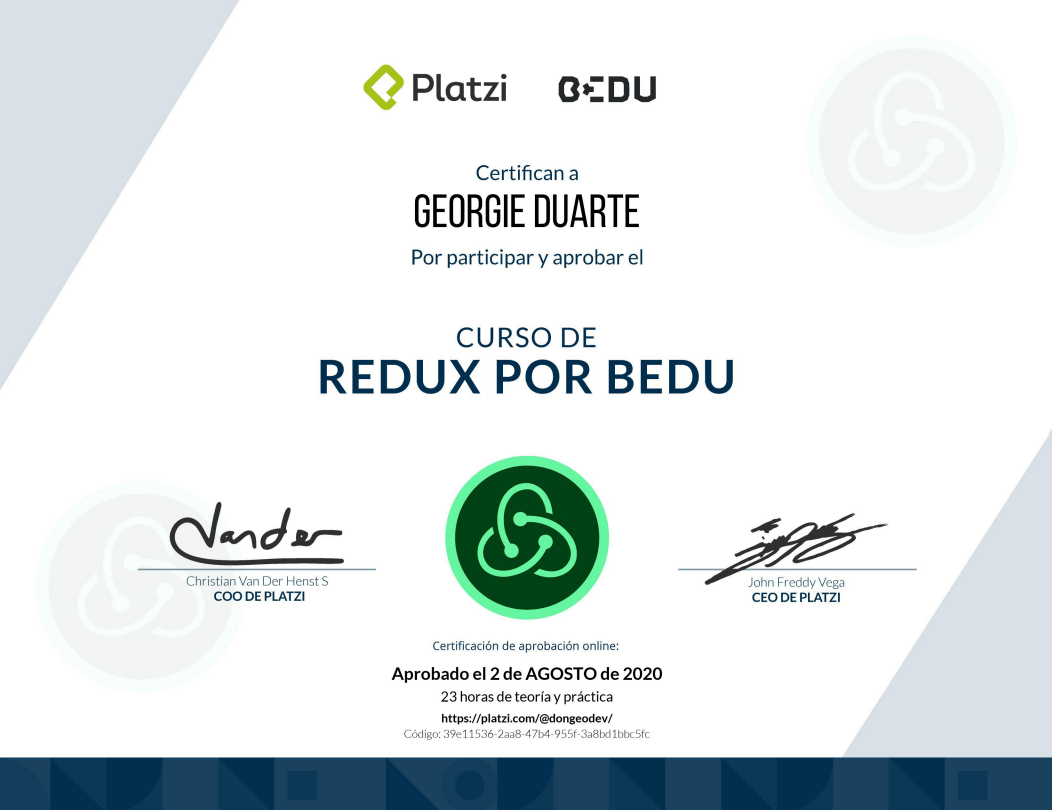 Platzi BEDU
Certifican a
GEORGIE DUARTE
Por participar y aprobar el
CURSO DE
REDUX POR BEDU
Vander
Christian Van Der Henst S
COO DE PLATZI
John Freddy Vega
CEO DE PLATZI
Certificación de aprobación online:
Aprobado el 2 de AGOSTO de 2020
23 horas de teoría y práctica
https://platzi.com/@dongeodev/
Código: 39e11536-2aa8-47b4-955f-3a8bd1bbc5fc